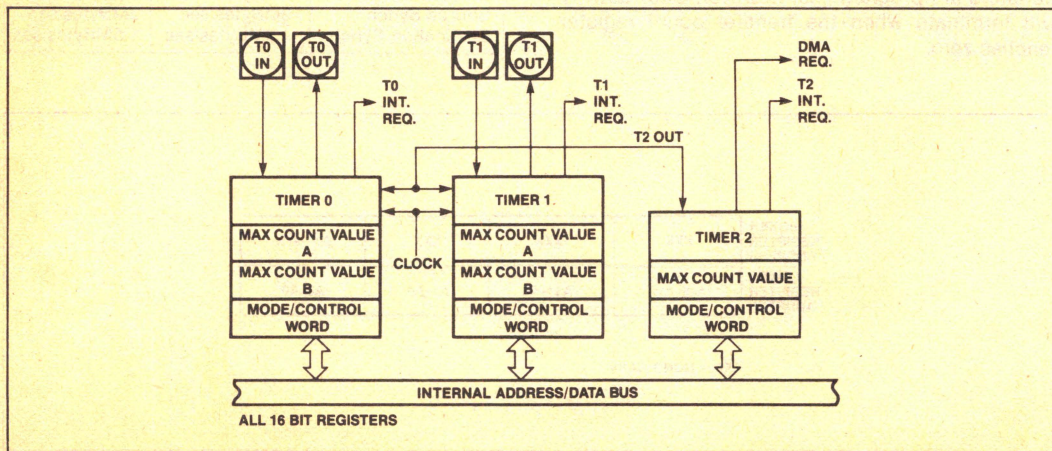 T0
IN
T0
OUT
T0
INT.
REQ.
T1
IN
T1
OUT
T1
INT.
REQ.
DMA
REQ.
T2
INT.
REQ.
T2 OUT
TIMER 0
MAX COUNT VALUE
A
MAX COUNT VALUE
B
MODE/CONTROL
WORD
CLOCK
TIMER 1
MAX COUNT VALUE
A
MAX COUNT VALUE
B
MODE/CONTROL
WORD
TIMER 2
MAX COUNT VALUE
MODE/CONTROL
WORD
INTERNAL ADDRESS/DATA BUS
ALL 16 BIT REGISTERS